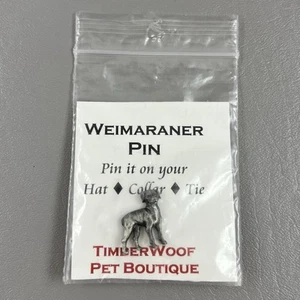 WEIMARANER
PIN
Pin it on your
Hat ♦ Collar ♦ Tie
TIMBERWOOF
PET BOUTIQUE